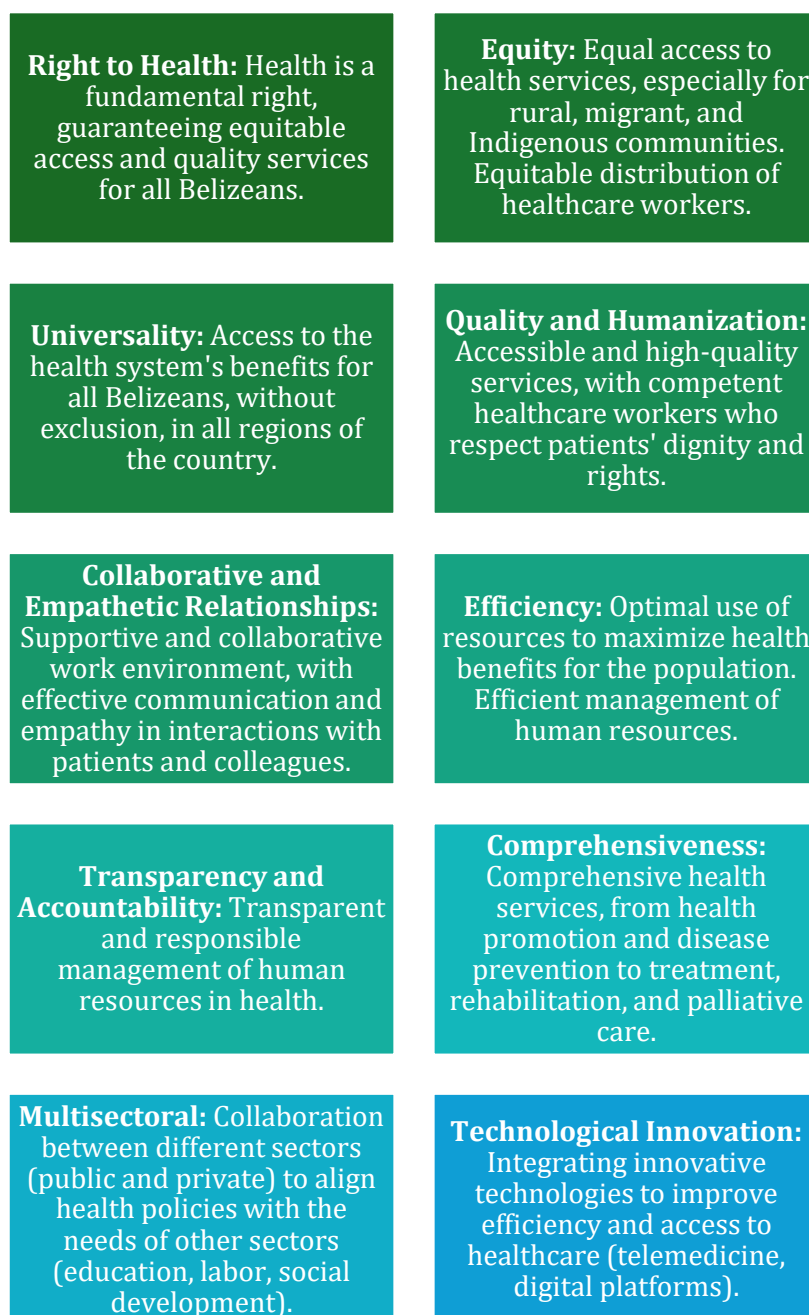 Right to Health: Health is a
fundamental right,
guaranteeing equitable
access and quality services
for all Belizeans.
Equity: Equal access to
health services, especially for
rural, migrant, and
Indigenous communities.
Equitable distribution of
healthcare workers.
Universality: Access to the
health system's benefits for
all Belizeans, without
exclusion, in all regions of
the country.
Quality and Humanization:
Accessible and high-quality
services, with competent
healthcare workers who
respect patients' dignity and
rights.
Collaborative and
Empathetic Relationships:
Supportive and collaborative
work environment, with
effective communication and
empathy in interactions with
patients and colleagues.
Efficiency: Optimal use of
resources to maximize health
benefits for the population.
Efficient management of
human resources.
Transparency and
Accountability: Transparent
and responsible
management of human
resources in health.
Comprehensiveness:
Comprehensive health
services, from health
promotion and disease
prevention to treatment,
rehabilitation, and palliative
care.
Multisectoral: Collaboration
between different sectors
(public and private) to align
health policies with the
needs of other sectors
(education, labor, social
development).
Technological Innovation:
Integrating innovative
technologies to improve
efficiency and access to
healthcare (telemedicine,
digital platforms).